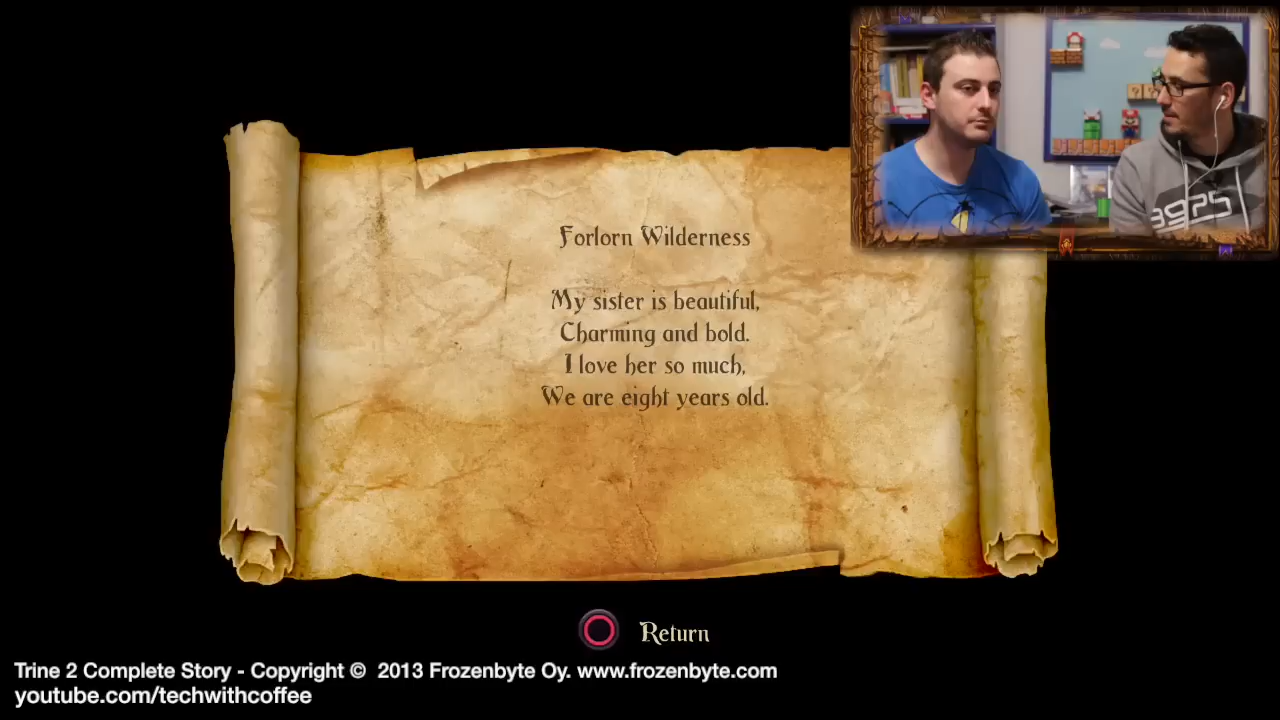 Forlorn Wilderness
My sister is beautiful,
Charming and bold.
I love her so much,
We are eight years old.
3925
Return
Trine 2 Complete Story - Copyright © 2013 Frozenbyte Oy. www.frozenbyte.com
youtube.com/techwithcoffee